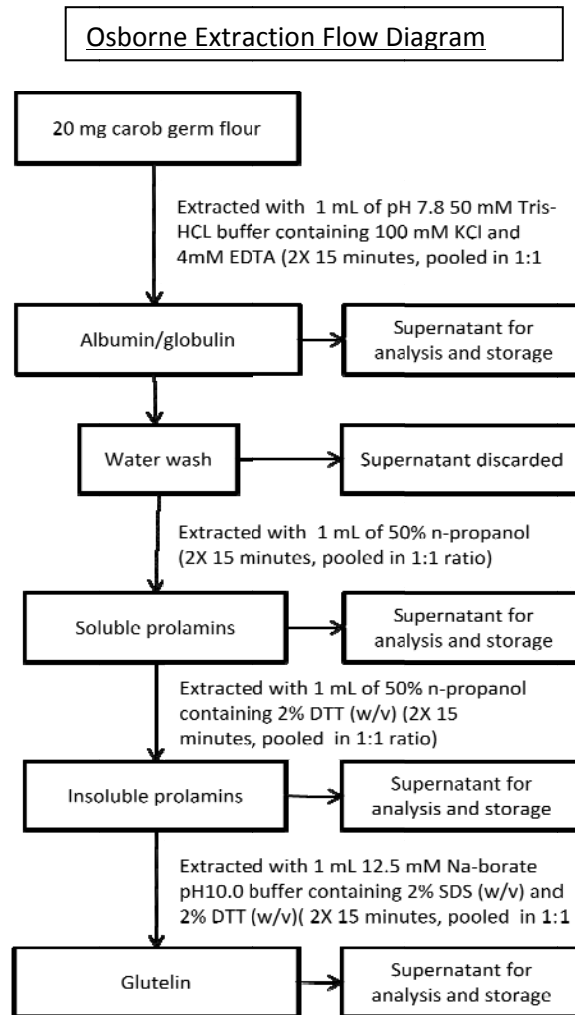 Osborne Extraction Flow Diagram
20 mg carob germ flour
Extracted with 1 mL of pH 7.8 50 mM Tris-
HCL buffer containing 100 mM KCl and
4mM EDTA (2X 15 minutes, pooled in 1:1
Albumin/globulin
Supernatant for
analysis and storage
Water wash
Supernatant discarded
Extracted with 1 mL of 50% n-propanol
(2X 15 minutes, pooled in 1:1 ratio)
Soluble prolamins
Supernatant for
analysis and storage
Extracted with 1 mL of 50% n-propanol
containing 2% DTT (w/v) (2X 15
minutes, pooled in 1:1 ratio)
Insoluble prolamins
Supernatant for
analysis and storage
Extracted with 1 mL 12.5 mM Na-borate
pH10.0 buffer containing 2% SDS (w/v) and
2% DTT (w/v)( 2X 15 minutes, pooled in 1:1
Glutelin
Supernatant for
analysis and storage